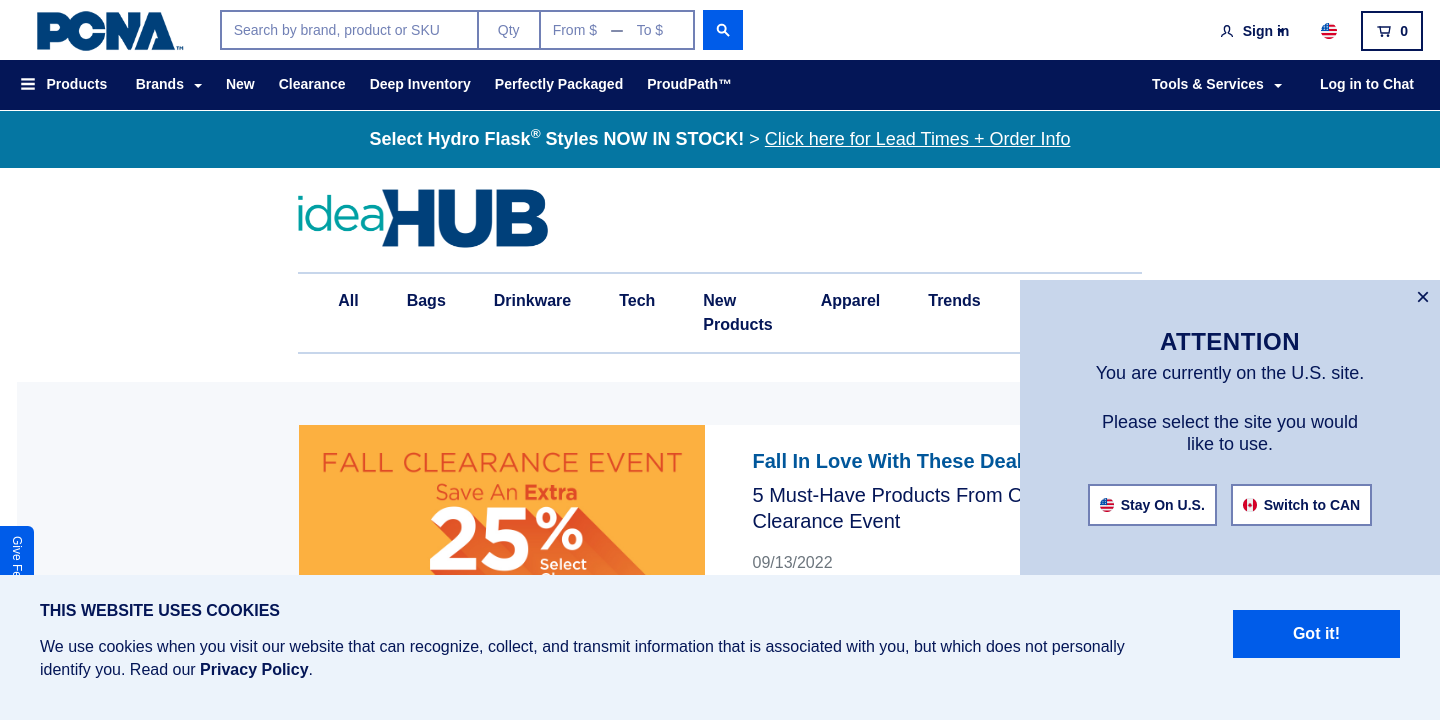 PCNA™
Search by brand, product or SKU
Qty
From $ — To $
Sign in
0
Products
Brands
New
Clearance
Deep Inventory
Perfectly Packaged
ProudPath™
Tools & Services
Log in to Chat
Select Hydro Flask® Styles NOW IN STOCK! > Click here for Lead Times + Order Info
ideaHUB
All
Bags
Drinkware
Tech
New
Products
Apparel
Trends
×
ATTENTION
You are currently on the U.S. site.
Please select the site you would
like to use.
Stay On U.S.
Switch to CAN
FALL CLEARANCE EVENT
Save An Extra
25%
Select
Fall In Love With These Deal
5 Must-Have Products From
Clearance Event
09/13/2022
Give
THIS WEBSITE USES COOKIES
We use cookies when you visit our website that can recognize, collect, and transmit information that is associated with you, but which does not personally
identify you. Read our Privacy Policy.
Got it!